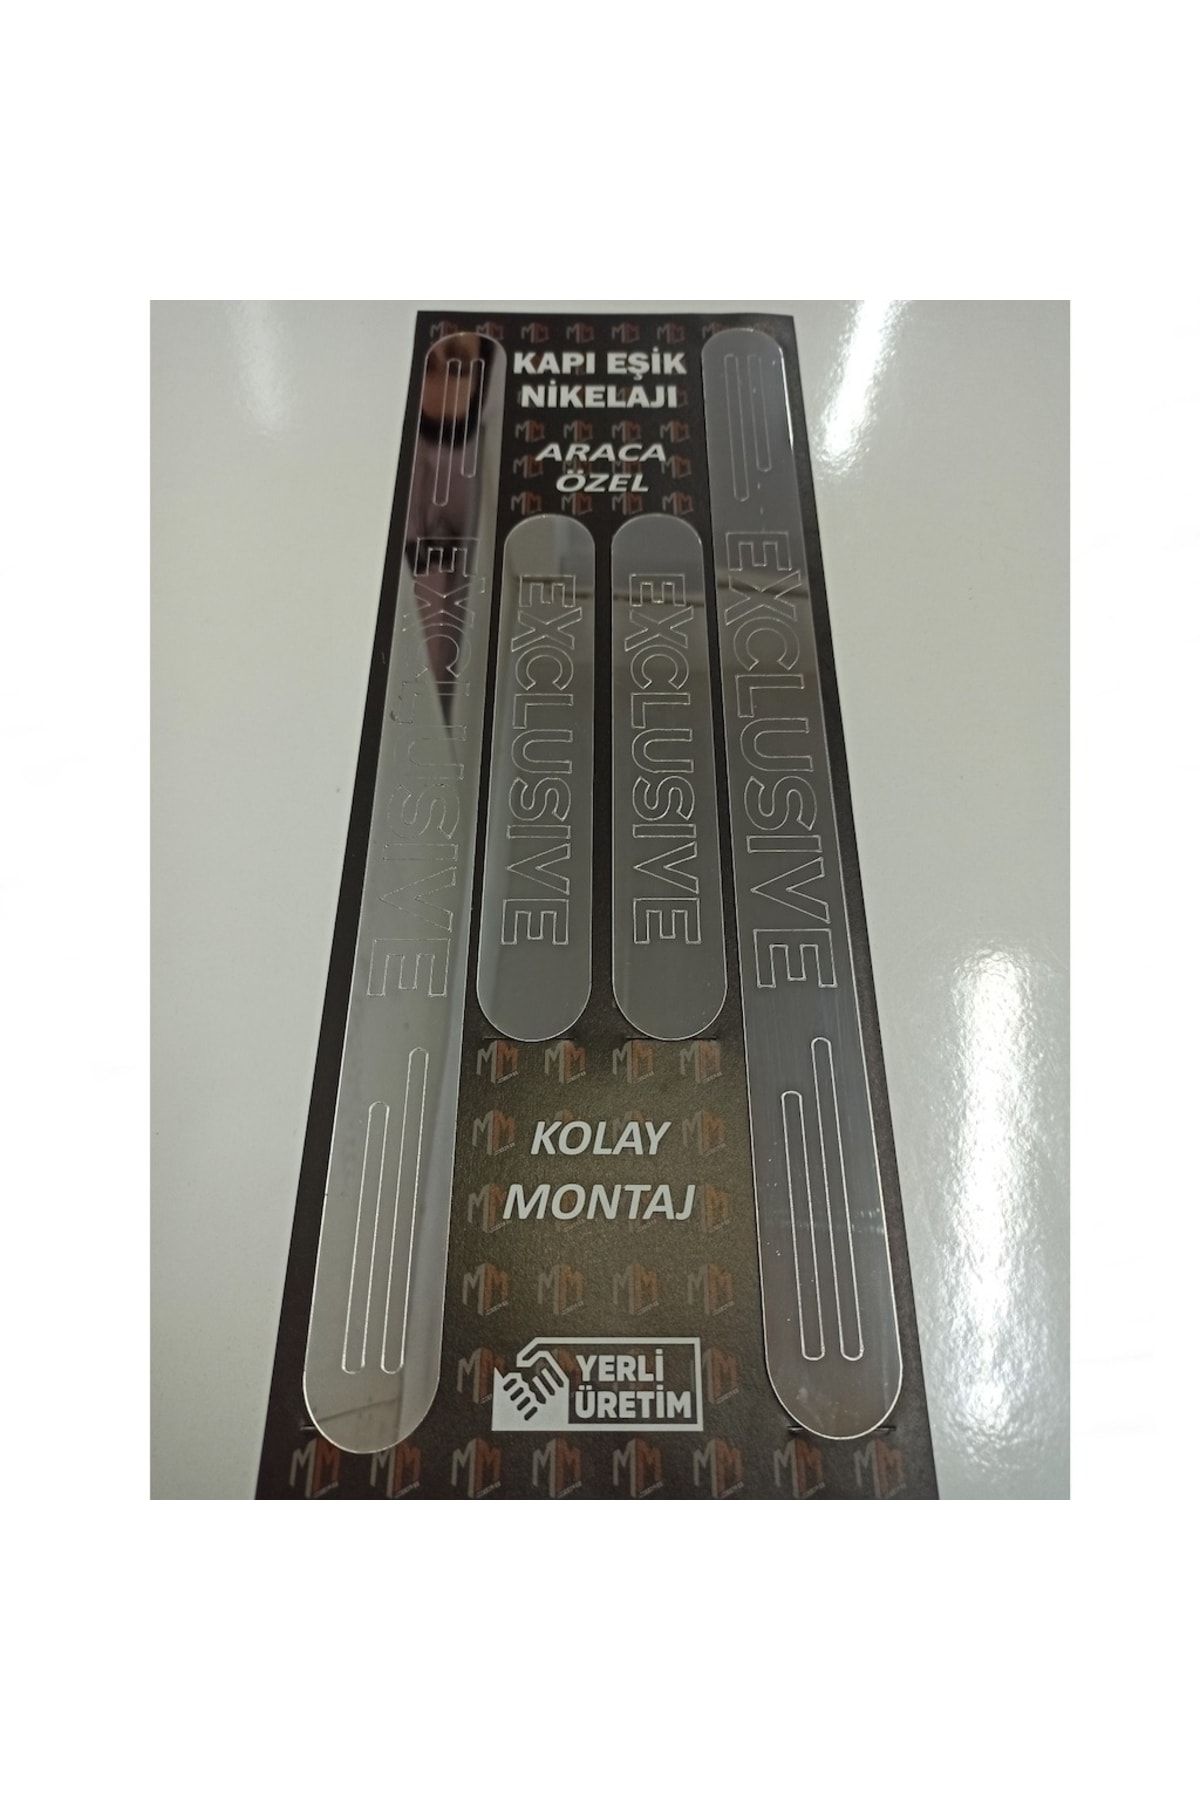 KAPI EŞİK
NİKELAJI
ARACA
ÖZEL
EXCLUSIVE
EXCLUSIVE
EXCLUSIVE
EXCLUSIVE
KOLAY
MONTAJ
YERLİ
ÜRETİM